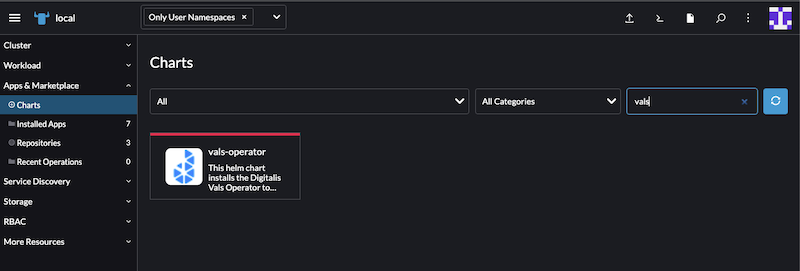 local
Only User Namespaces ×
Cluster
Workload
Apps & Marketplace
Charts
Installed Apps 7
Repositories 3
Recent Operations 0
Service Discovery
Storage
RBAC
More Resources
Charts
All
All Categories
vals
vals-operator
This helm chart
installs the Digitalis
Vals Operator to...